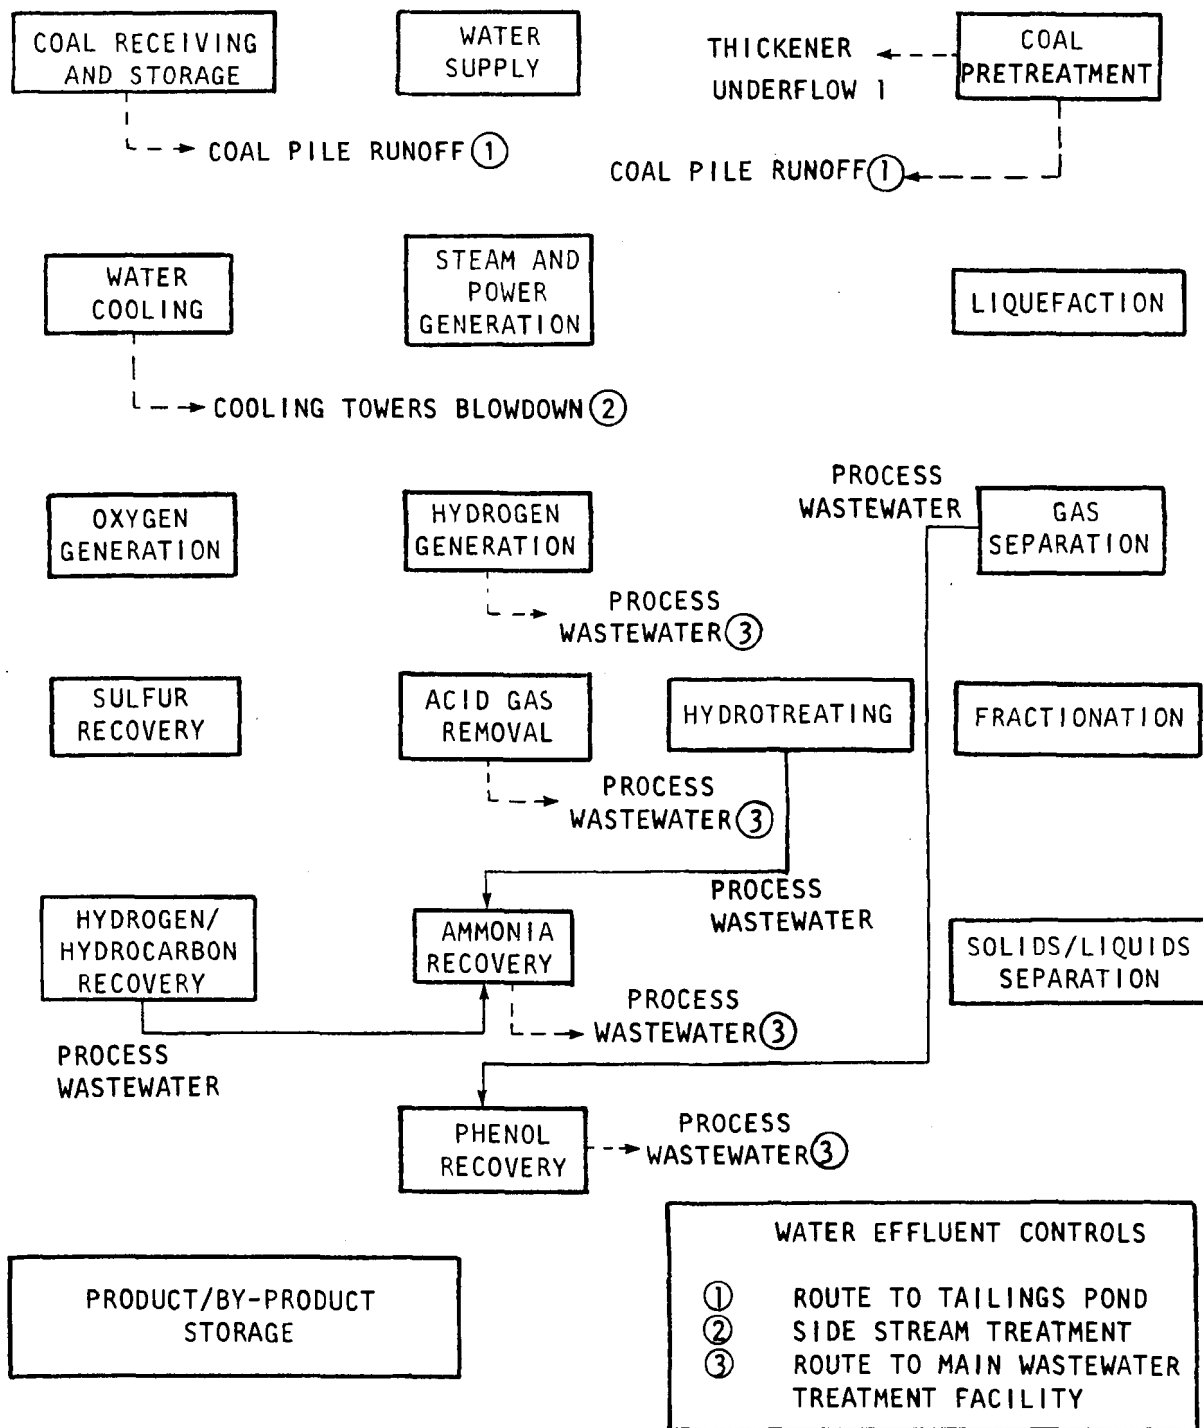 COAL RECEIVING
AND STORAGE
WATER
SUPPLY
THICKENER
UNDERFLOW 1
COAL
PRETREATMENT
COAL PILE RUNOFF ①
COAL PILE RUNOFF ①
WATER
COOLING
STEAM AND
POWER
GENERATION
LIQUEFACTION
COOLING TOWERS BLOWDOWN ②
OXYGEN
GENERATION
HYDROGEN
GENERATION
PROCESS
WASTEWATER
GAS
SEPARATION
PROCESS
WASTEWATER ③
SULFUR
RECOVERY
ACID GAS
REMOVAL
HYDROTREATING
FRACTIONATION
PROCESS
WASTEWATER ③
PROCESS
WASTEWATER
HYDROGEN/
HYDROCARBON
RECOVERY
AMMONIA
RECOVERY
SOLIDS/LIQUIDS
SEPARATION
PROCESS
WASTEWATER ③
PROCESS
WASTEWATER
PHENOL
RECOVERY
PROCESS
WASTEWATER ③
PRODUCT/BY-PRODUCT
STORAGE
WATER EFFLUENT CONTROLS
① ROUTE TO TAILINGS POND
② SIDE STREAM TREATMENT
③ ROUTE TO MAIN WASTEWATER
TREATMENT FACILITY